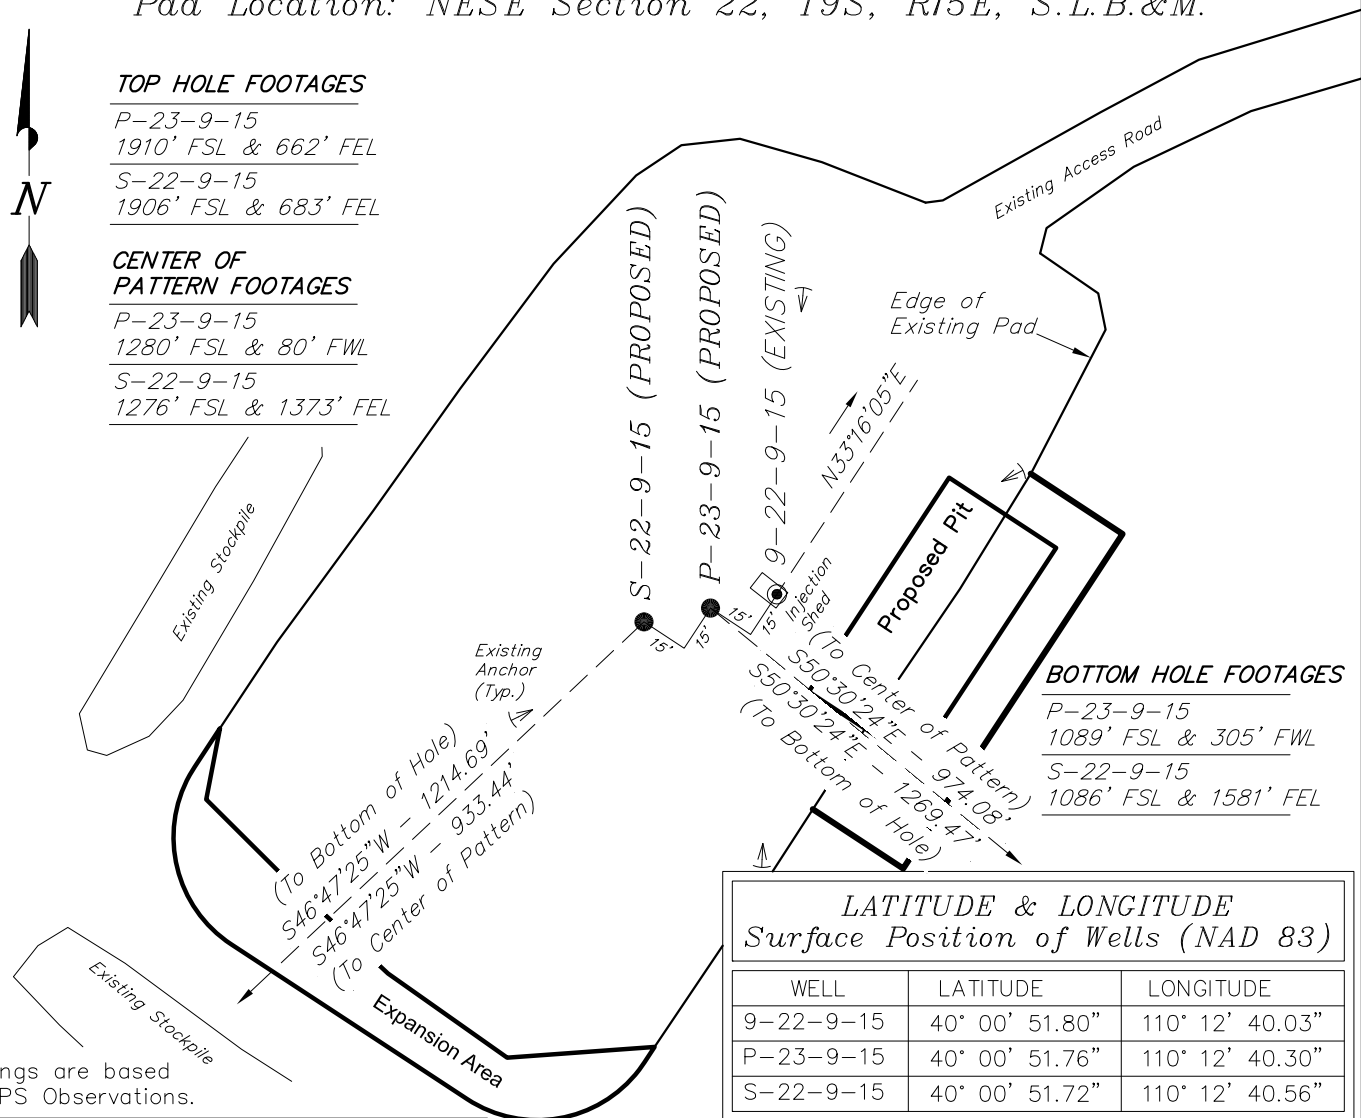 Pad Location: NESE Section 22, T9S, R15E, S.L.B.&M.
N
TOP HOLE FOOTAGES
P-23-9-15
1910' FSL & 662' FEL
S-22-9-15
1906' FSL & 683' FEL
CENTER OF
PATTERN FOOTAGES
P-23-9-15
1280' FSL & 80' FWL
S-22-9-15
1276' FSL & 1373' FEL
S-22-9-15 (PROPOSED)
P-23-9-15 (PROPOSED)
9-22-9-15 (EXISTING)
Existing Access Road
Edge of
Existing Pad
N33°16'05"E
Existing Stockpile
Proposed Pit
Injection
Shed
15'
15'
15'
15'
Existing
Anchor
(Typ.)
(To Center of Pattern)
S50°30'24"E - 974.08'
S50°30'24"E - 1269.47'
(To Bottom of Hole)
(To Bottom of Hole)
S46°47'25"W - 1214.69'
S46°47'25"W - 933.44'
(To Center of Pattern)
BOTTOM HOLE FOOTAGES
P-23-9-15
1089' FSL & 305' FWL
S-22-9-15
1086' FSL & 1581' FEL
Existing Stockpile
Expansion Area
ngs are based
PS Observations.
LATITUDE & LONGITUDE
Surface Position of Wells (NAD 83)
WELL LATITUDE LONGITUDE
9-22-9-15 40° 00' 51.80" 110° 12' 40.03"
P-23-9-15 40° 00' 51.76" 110° 12' 40.30"
S-22-9-15 40° 00' 51.72" 110° 12' 40.56"